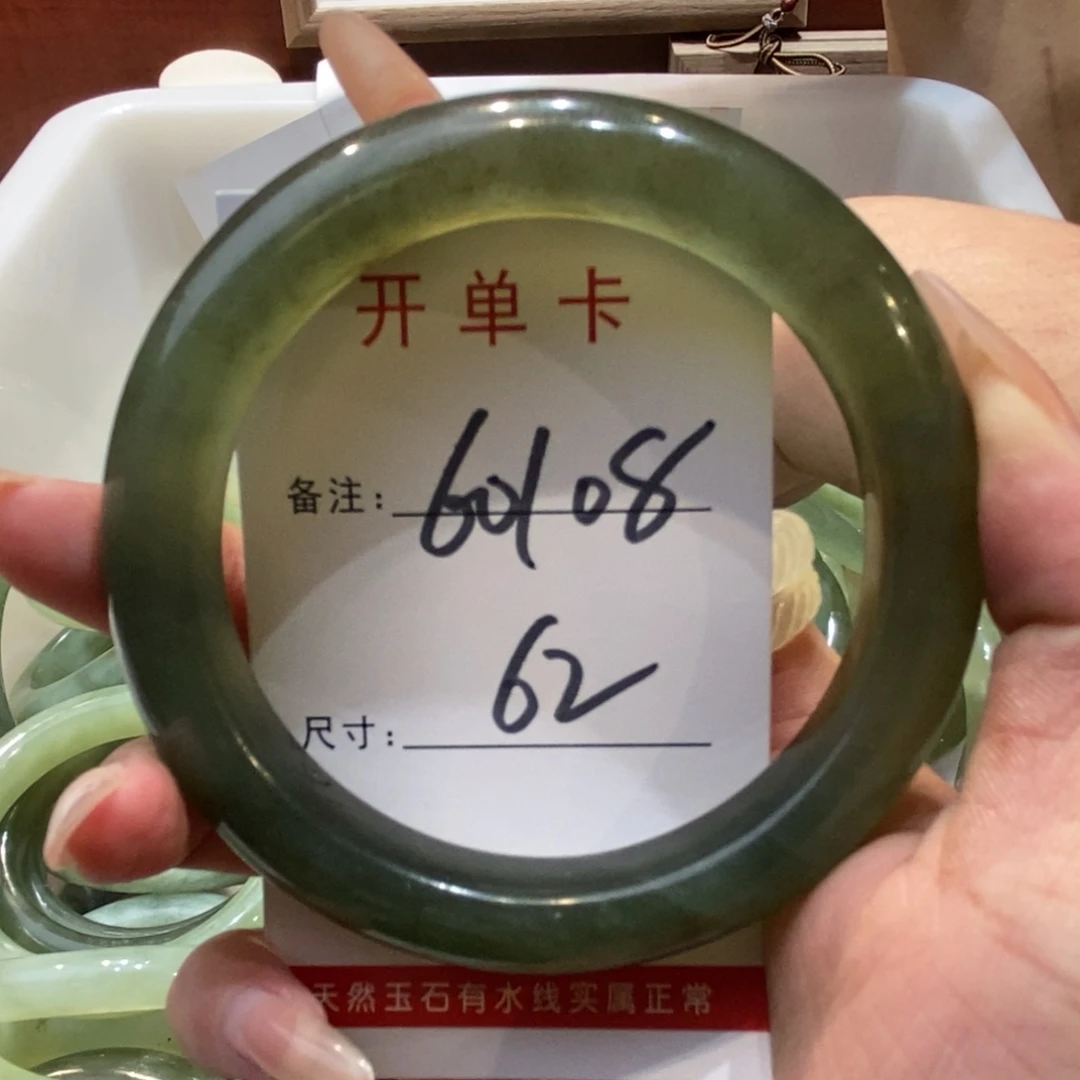 开单卡
备注: 60108
尺寸: 62
天然玉石有水线实属正常